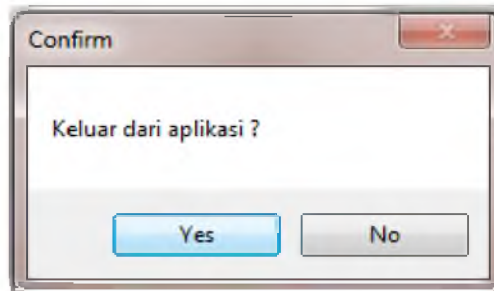 Confirm
Keluar dari aplikasi ?
Yes
No